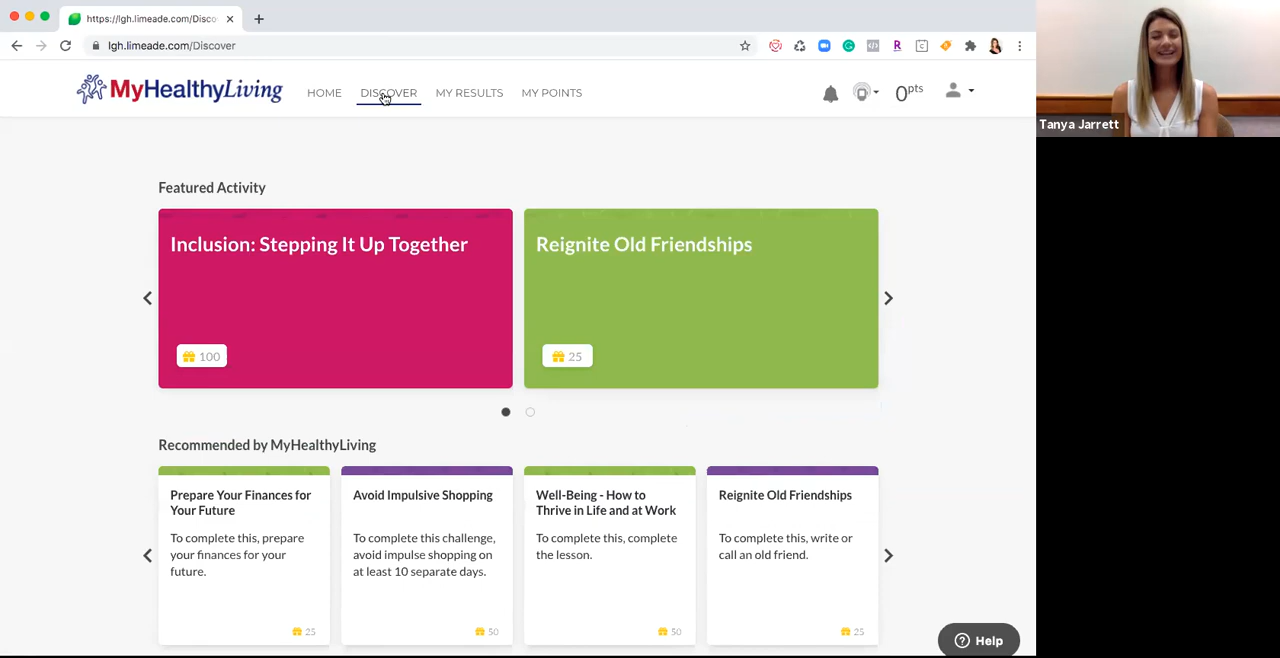 https://lgh.limeade.com/Disco
lgh.limeade.com/Discover
MyHealthyLiving
HOME
DISCOVER
MY RESULTS
MY POINTS
0pts
Tanya Jarrett
Featured Activity
Inclusion: Stepping It Up Together
100
Reignite Old Friendships
25
Recommended by MyHealthyLiving
Prepare Your Finances for
Your Future
To complete this, prepare
your finances for your
future.
25
Avoid Impulsive Shopping
To complete this challenge,
avoid impulse shopping on
at least 10 separate days.
50
Well-Being - How to
Thrive in Life and at Work
To complete this, complete
the lesson.
50
Reignite Old Friendships
To complete this, write or
call an old friend.
25
Help